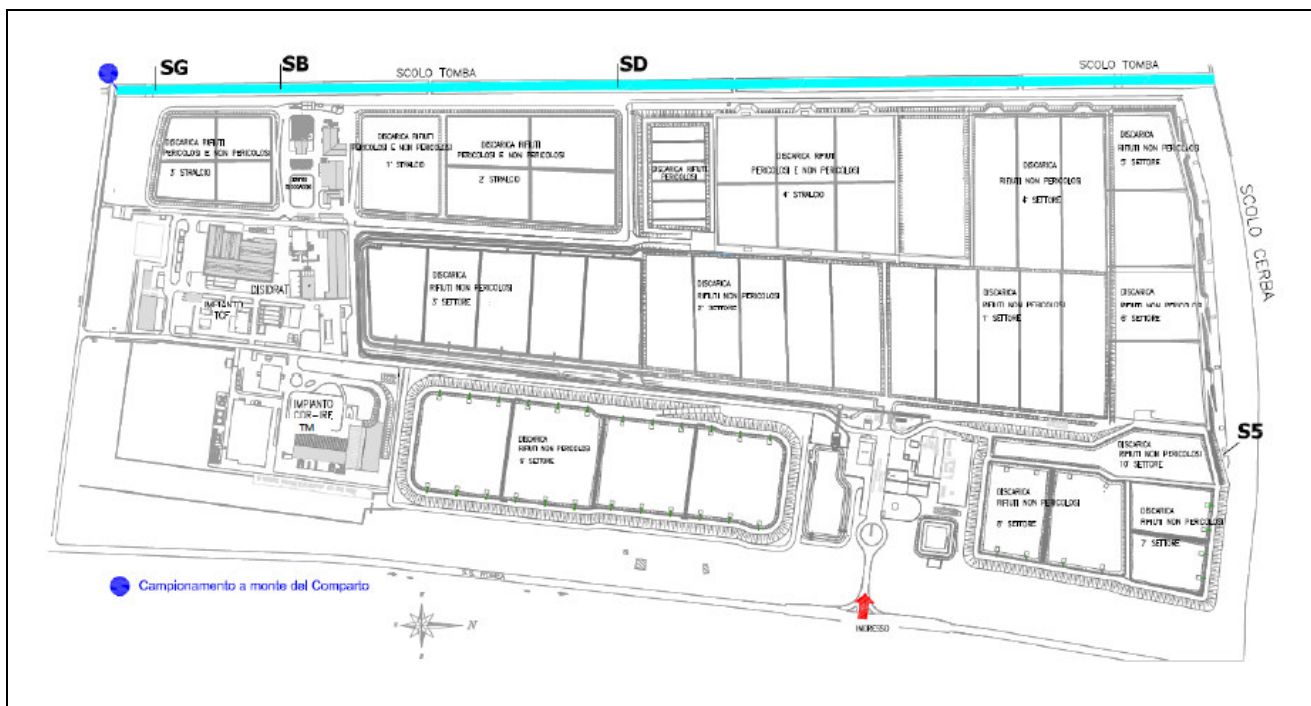 SG
SB
SCOLO TOMBA
SD
SCOLO TOMBA
DISCARICA RIFIUTI
PERICOLOSI E NON PERICOLOSI
3° STRALCIO
DISCARICA RIFIUTI
PERICOLOSI E NON PERICOLOSI
1° STRALCIO
DISCARICA RIFIUTI
PERICOLOSI E NON PERICOLOSI
2° STRALCIO
DISCARICA RIFIUTI
PERICOLOSI
DISCARICA RIFIUTI
PERICOLOSI E NON PERICOLOSI
4° STRALCIO
DISCARICA
RIFIUTI NON PERICOLOSI
4° SETTORE
DISCARICA
RIFIUTI NON PERICOLOSI
5° SETTORE
SCOLO CERBA
DISIDRAT
IMPIANTO
TCF
DISCARICA
RIFIUTI NON PERICOLOSI
3° SETTORE
DISCARICA
RIFIUTI NON PERICOLOSI
2° SETTORE
DISCARICA
RIFIUTI NON PERICOLOSI
1° SETTORE
DISCARICA
RIFIUTI NON PERICOLOSI
6° SETTORE
IMPIANTO
CDR-IRE
TM
DISCARICA
RIFIUTI NON PERICOLOSI
SETTORE
DISCARICA
RIFIUTI NON PERICOLOSI
10° SETTORE
S5
DISCARICA
RIFIUTI NON PERICOLOSI
8° SETTORE
DISCARICA
RIFIUTI NON PERICOLOSI
7° SETTORE
Campionamento a monte del Comparto
N
INGRESSO